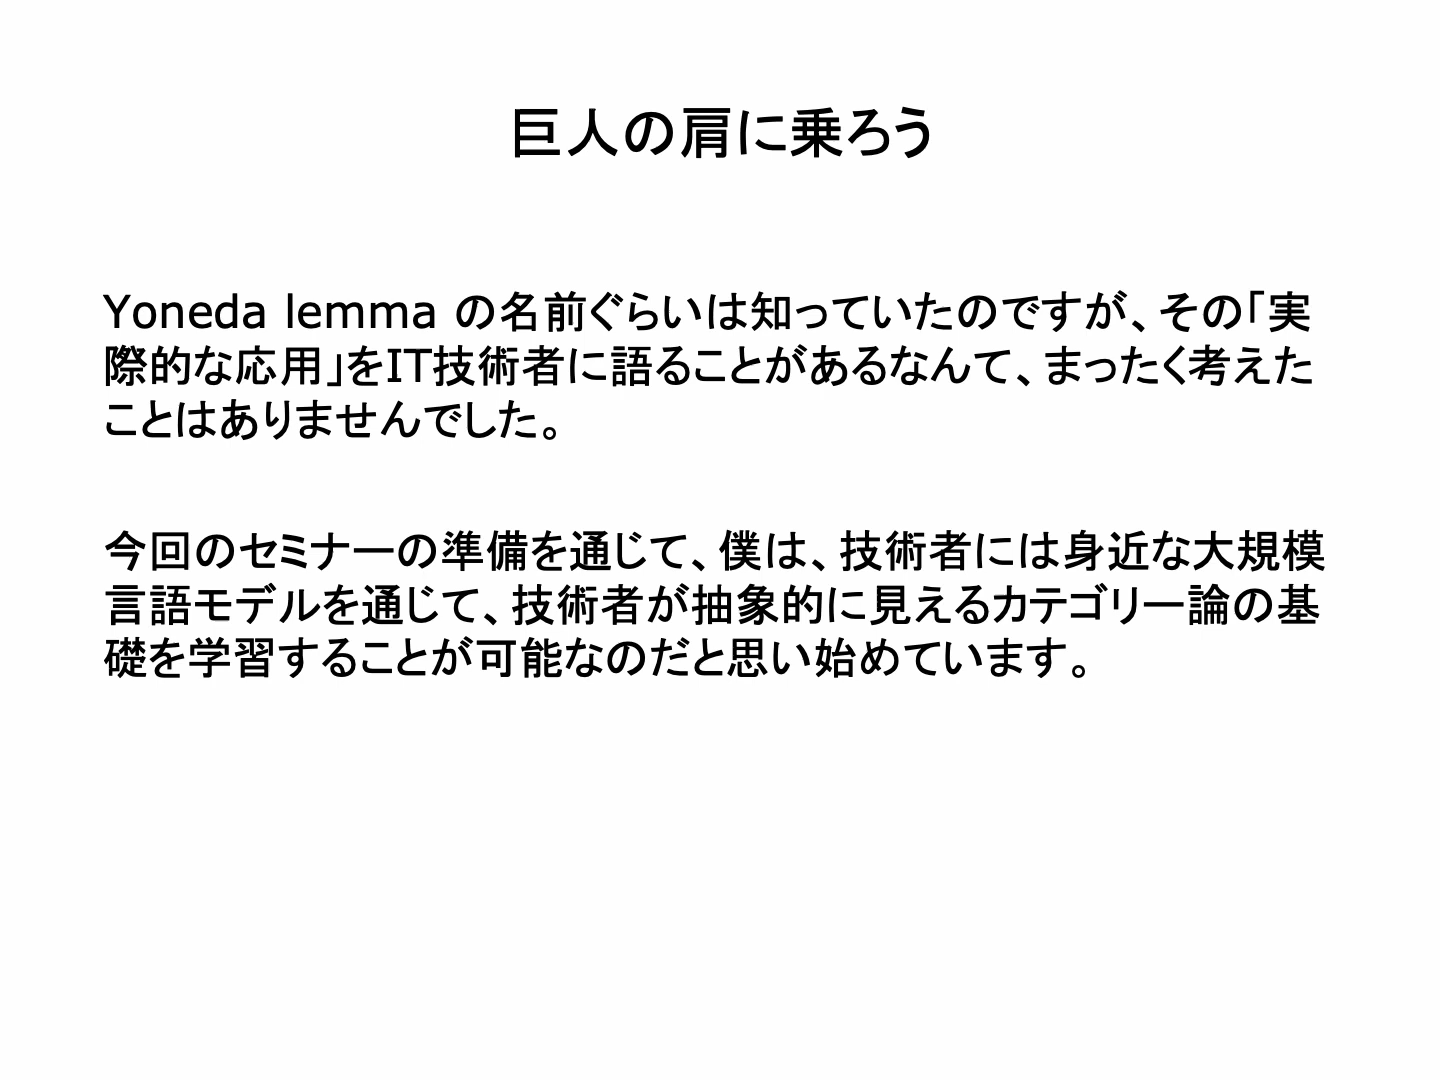 巨人の肩に乗ろう
Yoneda lemma の名前ぐらいは知っていたのですが、その「実
際的な応用」をIT技術者に語ることがあるなんて、まったく考えた
ことはありませんでした。
今回のセミナーの準備を通じて、僕は、技術者には身近な大規模
言語モデルを通じて、技術者が抽象的に見えるカテゴリー論の基
礎を学習することが可能なのだと思い始めています。